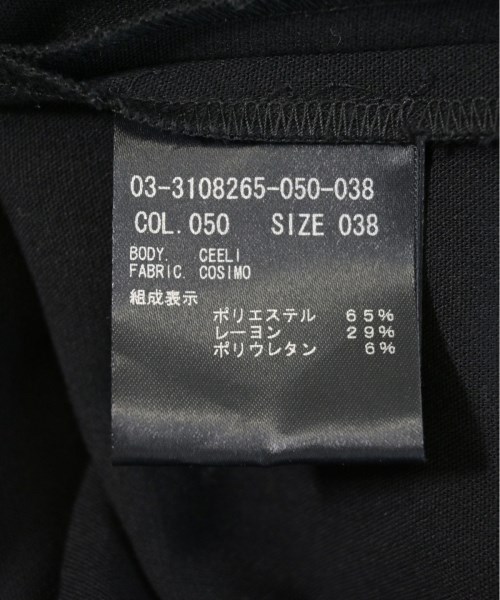 03-3108265-050-038
COL. 050 SIZE 038
BODY. CEELI
FABRIC. COSIMO
組成表示
ポリエステル 65%
レーヨン 29%
ポリウレタン 6%